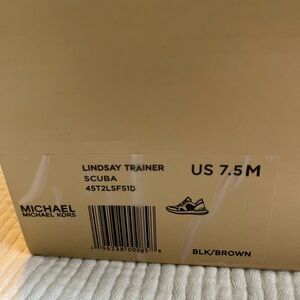 LINDSAY TRAINER
SCUBA
45T2LSFS1D
US 7.5M
MICHAEL
MICHAEL KORS
BLK/BROWN